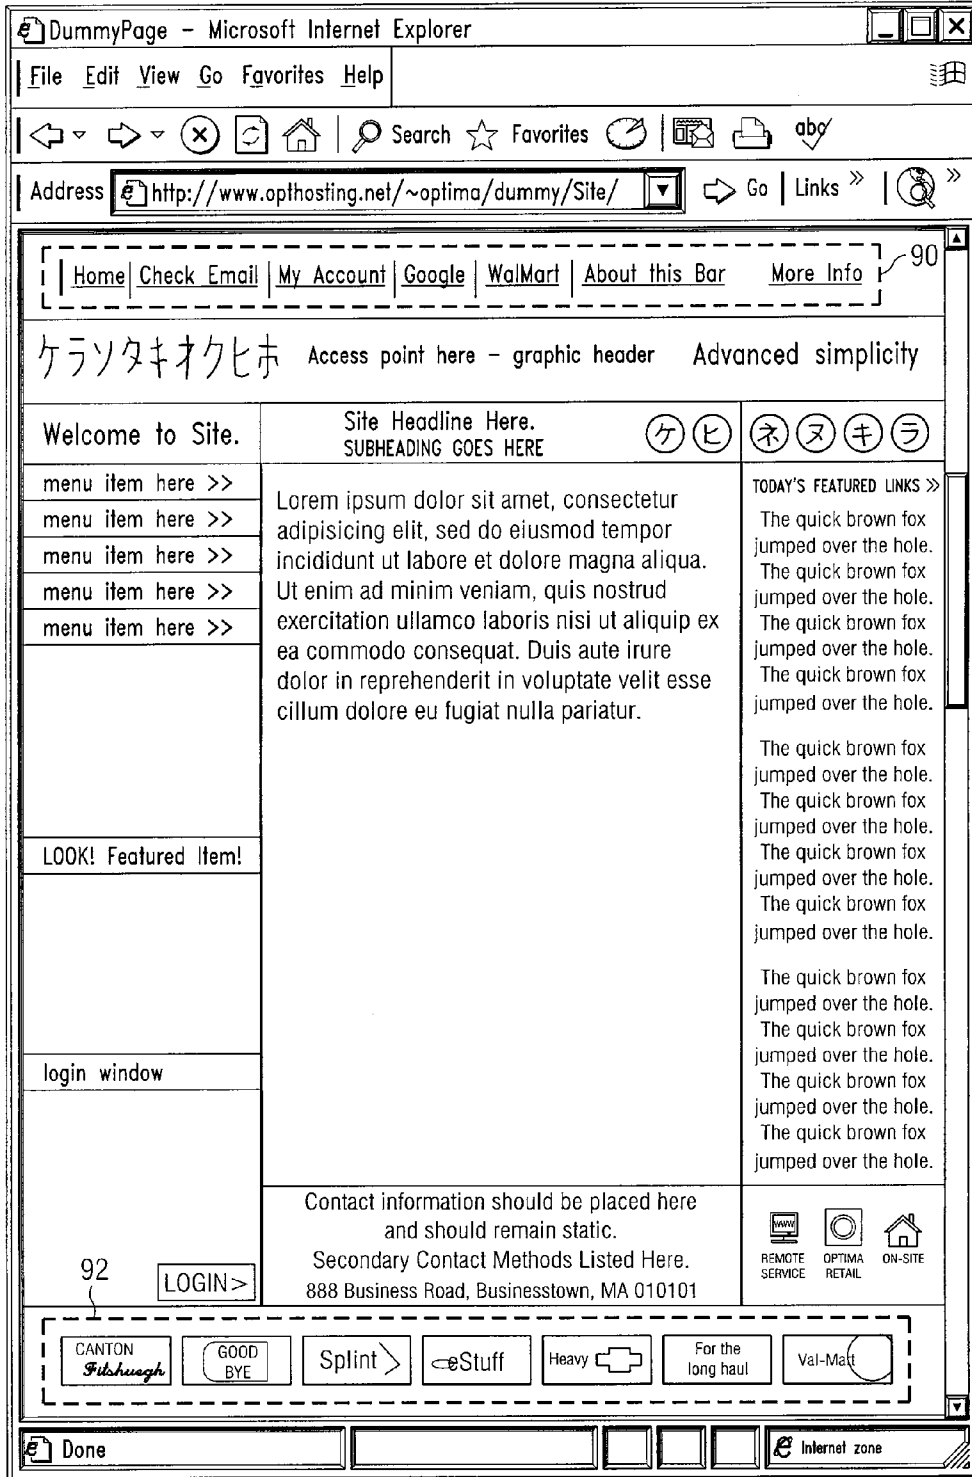 DummyPage – Microsoft Internet Explorer
File Edit View Go Favorites Help
Search Favorites abc
Address http://www.opthosting.net/~optima/dummy/Site/ Go Links »  »
Home Check Email My Account Google WalMart About this Bar More Info 90
ケラソタキオクヒホ Access point here – graphic header Advanced simplicity
Welcome to Site.
menu item here >>
menu item here >>
menu item here >>
menu item here >>
menu item here >>
LOOK! Featured Item!
login window
LOGIN>
Site Headline Here.
SUBHEADING GOES HERE
ケ ヒ
Lorem ipsum dolor sit amet, consectetur
adipisicing elit, sed do eiusmod tempor
incididunt ut labore et dolore magna aliqua.
Ut enim ad minim veniam, quis nostrud
exercitation ullamco laboris nisi ut aliquip ex
ea commodo consequat. Duis aute irure
dolor in reprehenderit in voluptate velit esse
cillum dolore eu fugiat nulla pariatur.
Contact information should be placed here
and should remain static.
Secondary Contact Methods Listed Here.
888 Business Road, Businesstown, MA 010101
ネ ヌ キ ラ
TODAY'S FEATURED LINKS »
The quick brown fox
jumped over the hole.
The quick brown fox
jumped over the hole.
The quick brown fox
jumped over the hole.
The quick brown fox
jumped over the hole.
The quick brown fox
jumped over the hole.
The quick brown fox
jumped over the hole.
The quick brown fox
jumped over the hole.
The quick brown fox
jumped over the hole.
The quick brown fox
jumped over the hole.
The quick brown fox
jumped over the hole.
The quick brown fox
jumped over the hole.
The quick brown fox
jumped over the hole.
www
REMOTE SERVICE
OPTIMA RETAIL
ON-SITE
92
CANTON
Fitshuegh
GOOD
BYE
Splint
eStuff
Heavy
For the
long haul
Val-Matt
Done
Internet zone